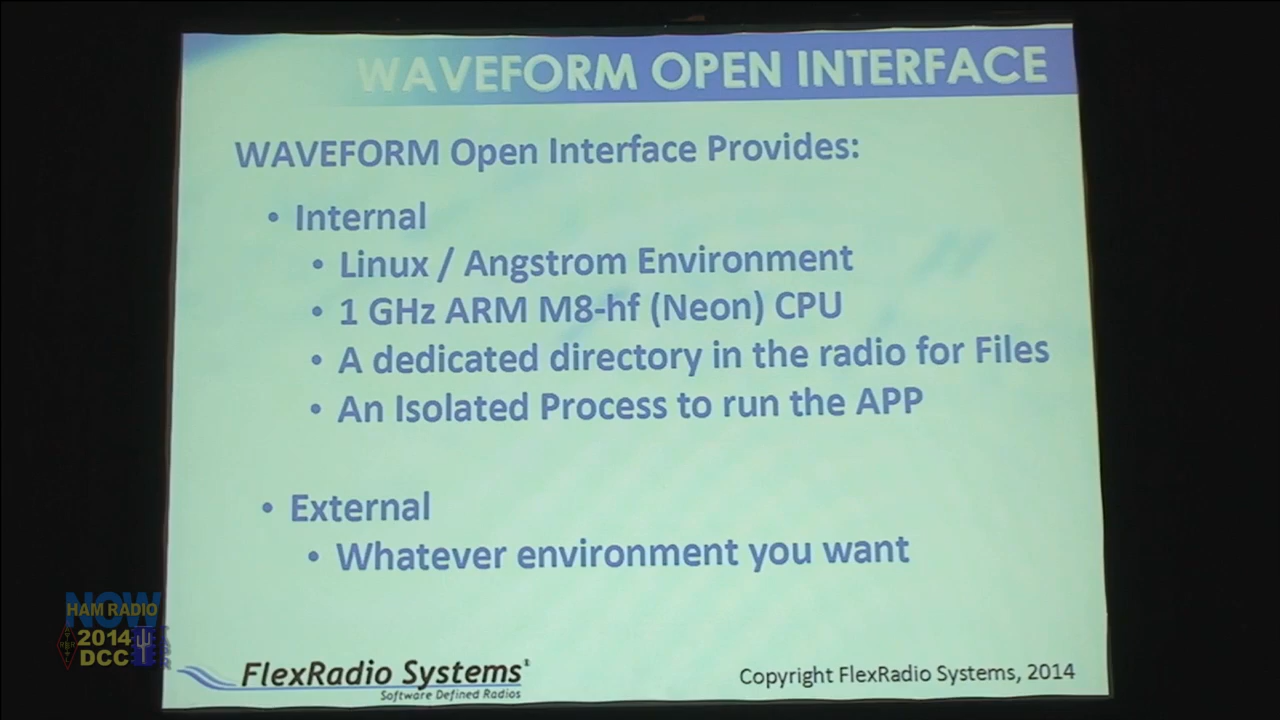 WAVEFORM OPEN INTERFACE
WAVEFORM Open Interface Provides:
• Internal
• Linux / Angstrom Environment
• 1 GHz ARM M8-hf (Neon) CPU
• A dedicated directory in the radio for Files
• An Isolated Process to run the APP
• External
• Whatever environment you want
NOW
HAM RADIO
2014
DCC
FlexRadio Systems
Software Defined Radios
Copyright FlexRadio Systems, 2014